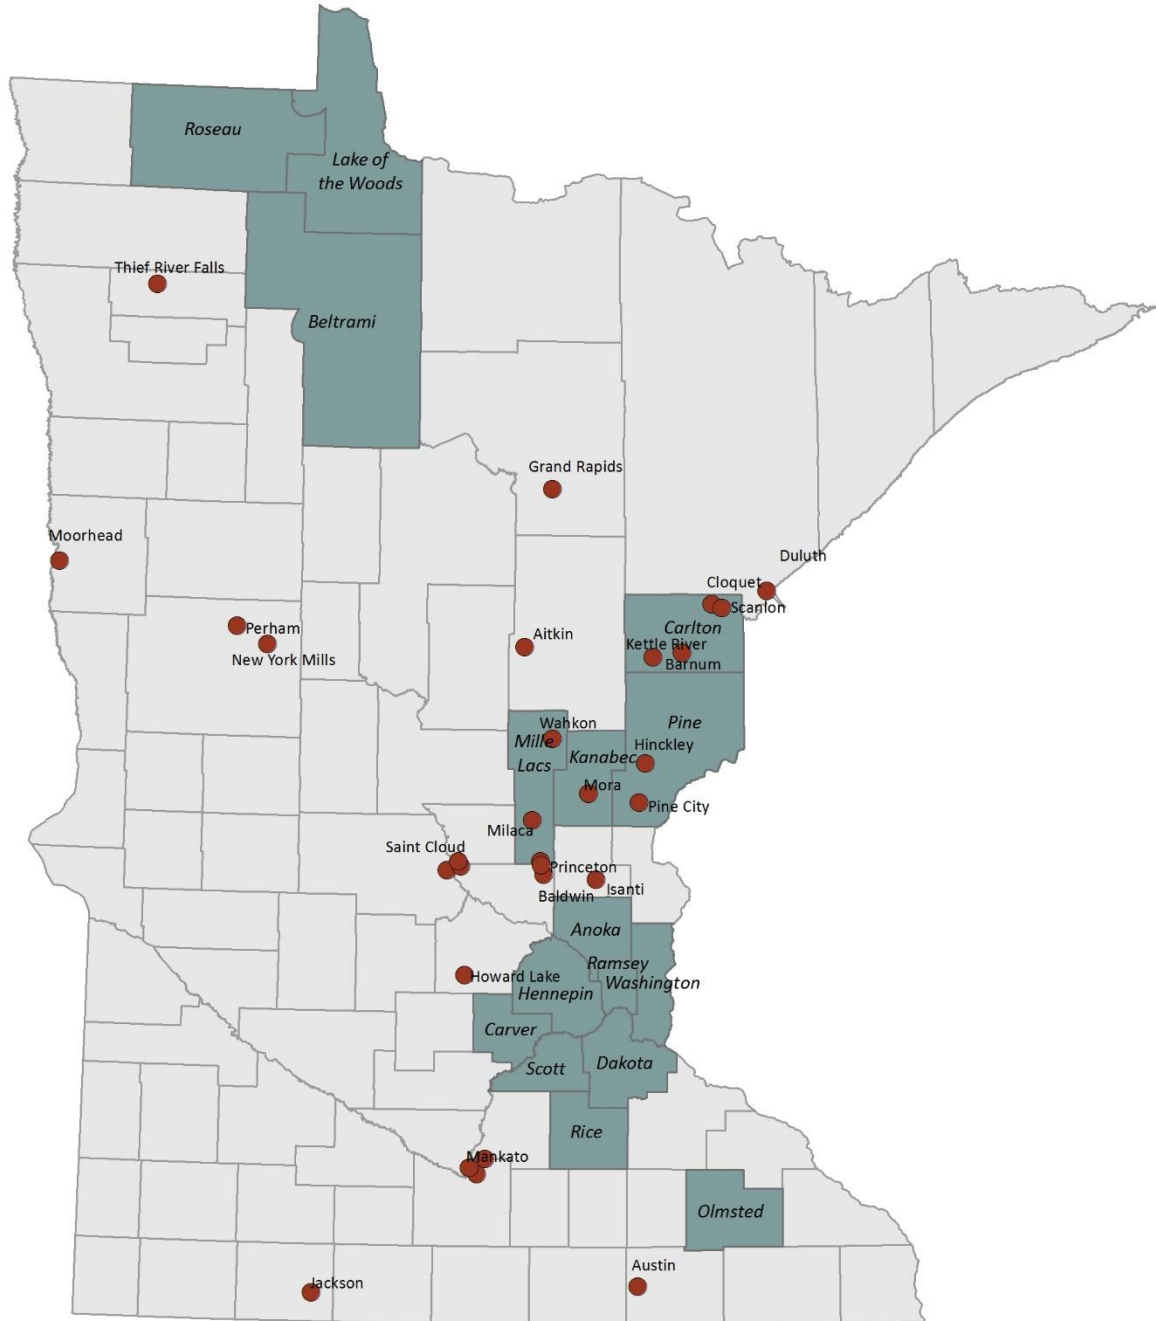 Roseau
Lake of
the Woods
Thief River Falls
Beltrami
Grand Rapids
Moorhead
Duluth
Cloquet
Scanlon
Carlton
Perham
Aitkin
Kettle River
New York Mills
Barnum
Wahkon
Pine
Mille
Lacs
Kanabec
Hinckley
Mora
Pine City
Milaca
Saint Cloud
Princeton
Baldwin
Isanti
Anoka
Ramsey
Howard Lake
Washington
Hennepin
Carver
Scott
Dakota
Rice
Mankato
Olmsted
Austin
Jackson